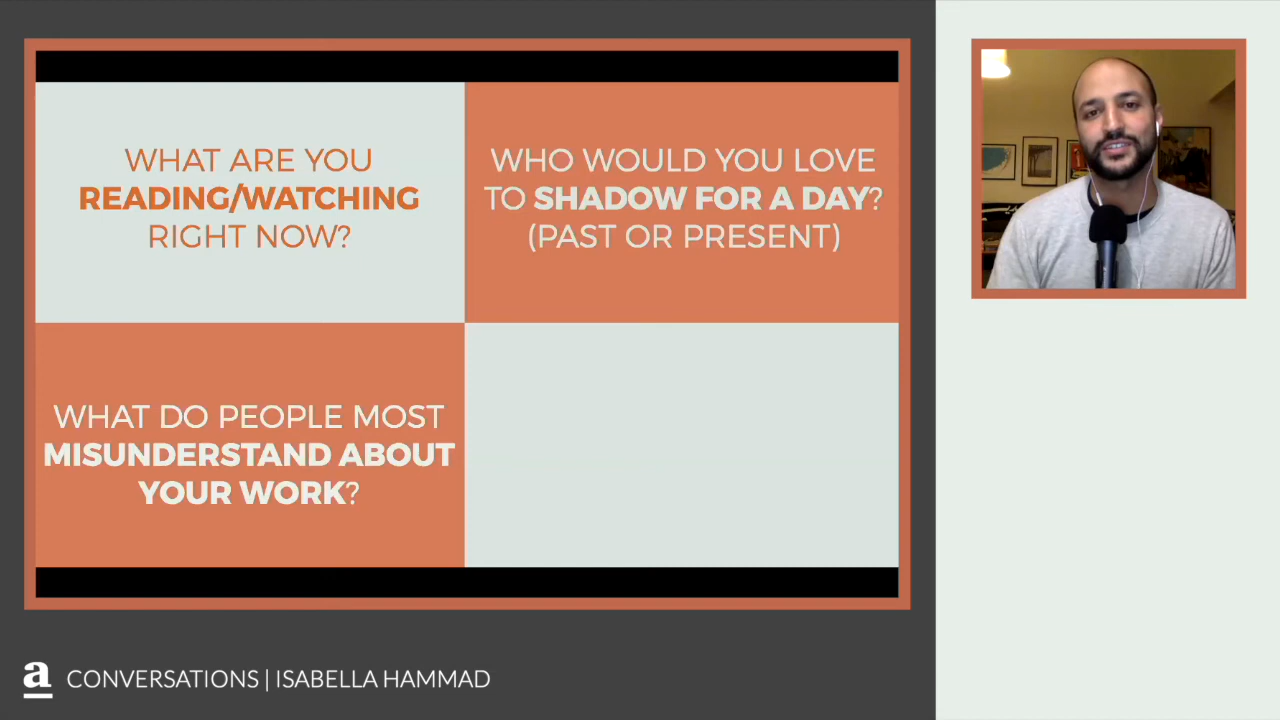 WHAT ARE YOU
READING/WATCHING
RIGHT NOW?
WHO WOULD YOU LOVE
TO SHADOW FOR A DAY?
(PAST OR PRESENT)
WHAT DO PEOPLE MOST
MISUNDERSTAND ABOUT
YOUR WORK?
a CONVERSATIONS | ISABELLA HAMMAD